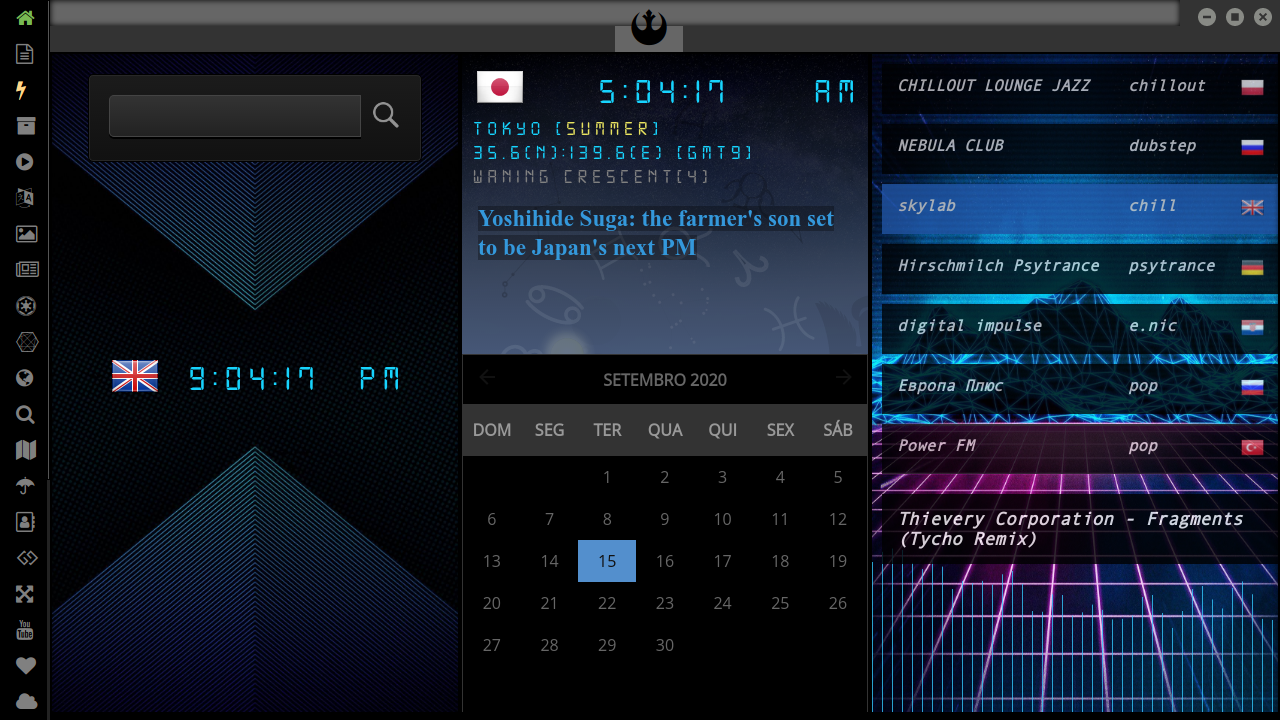 9:04:17 PM
5:04:17 AM
TOKYO [SUMMER]
35.6(N):139.6(E) [GMT9]
WANING CRESCENT(4)
Yoshihide Suga: the farmer's son set
to be Japan's next PM
SETEMBRO 2020
DOM SEG TER QUA QUI SEX SÁB
1 2 3 4 5
6 7 8 9 10 11 12
13 14 15 16 17 18 19
20 21 22 23 24 25 26
27 28 29 30
CHILLOUT LOUNGE JAZZ chillout
NEBULA CLUB dubstep
skylab chill
Hirschmilch Psytrance psytrance
digital impulse e.nic
Европа Плюс pop
Power FM pop
Thievery Corporation - Fragments
(Tycho Remix)
You
Tube